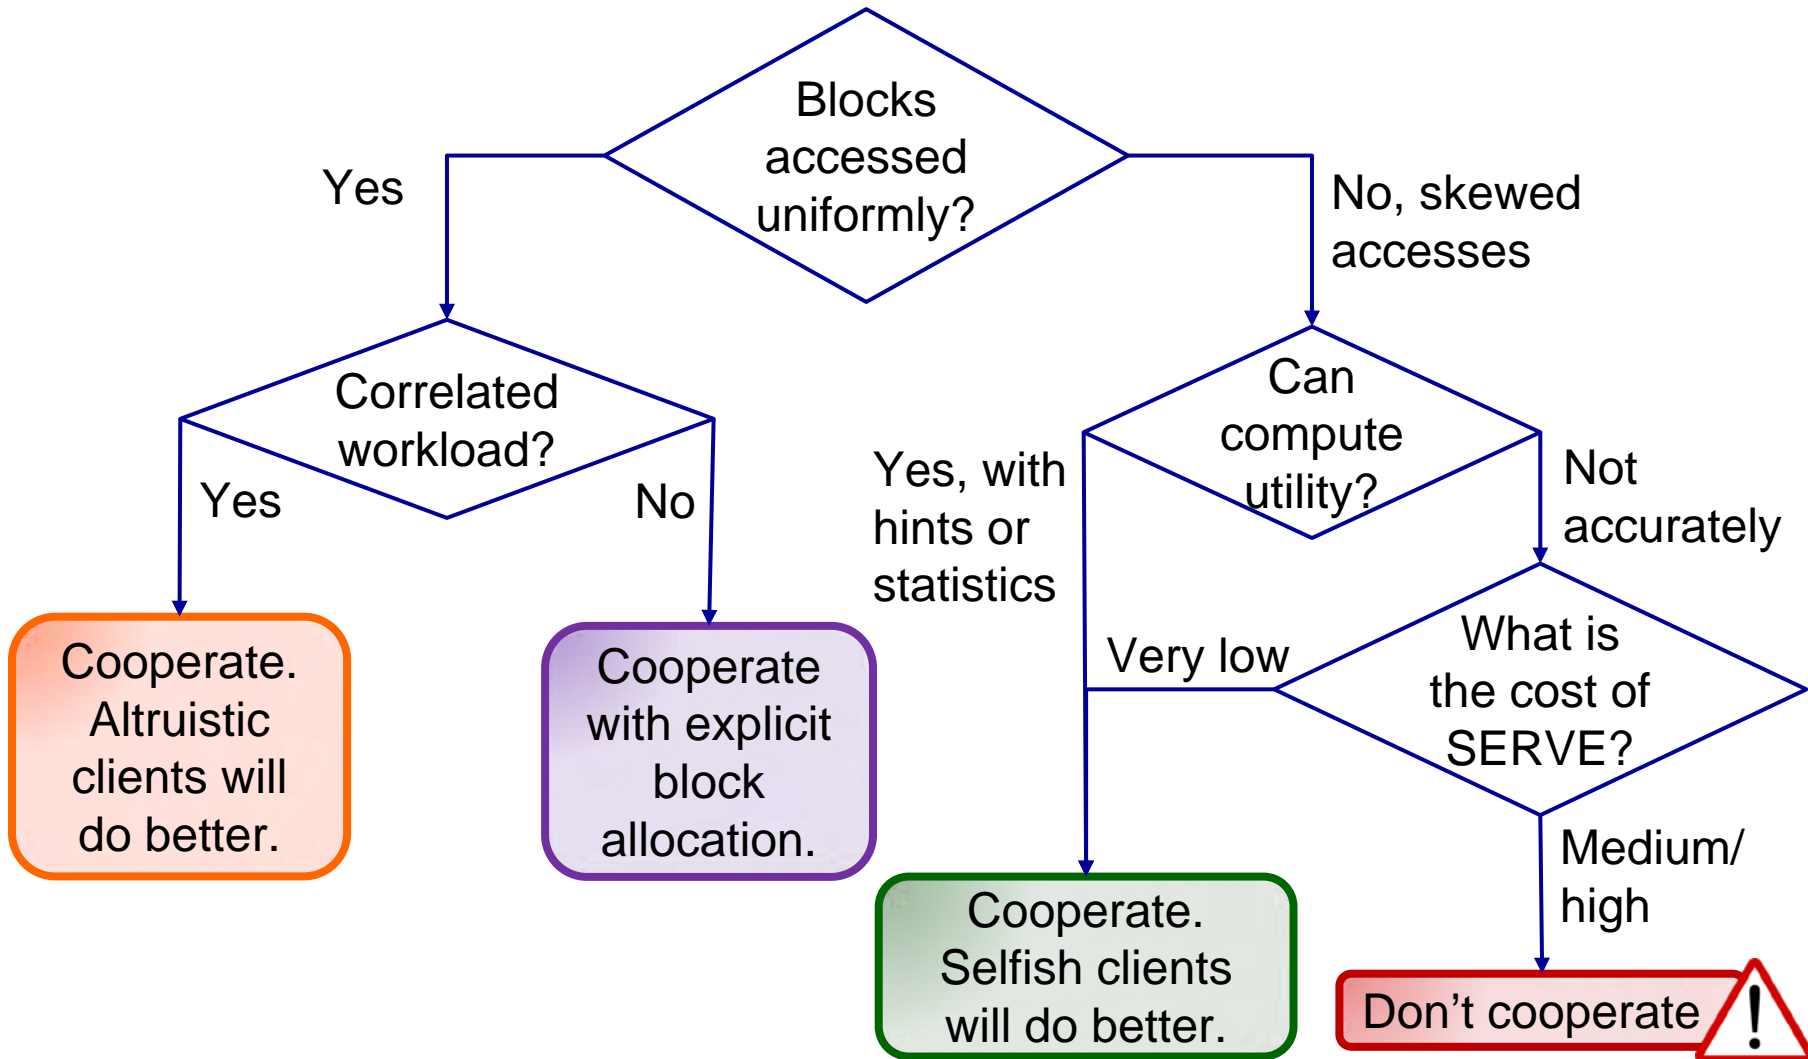 Blocks
accessed
uniformly?
Yes
No, skewed
accesses
Correlated
workload?
Can
compute
utility?
Yes
No
Yes, with
hints or
statistics
Not
accurately
Cooperate.
Altruistic
clients will
do better.
Cooperate
with explicit
block
allocation.
Very low
What is
the cost of
SERVE?
Medium/
high
Cooperate.
Selfish clients
will do better.
Don't cooperate
!